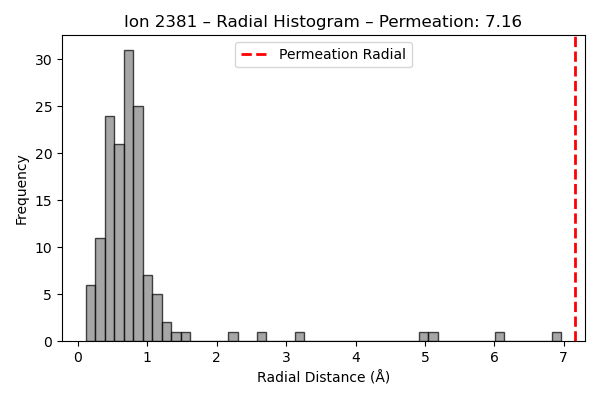 Ion 2381 – Radial Histogram – Permeation: 7.16
Permeation Radial
Frequency
30
25
20
15
10
5
0
0 1 2 3 4 5 6 7
Radial Distance (Å)